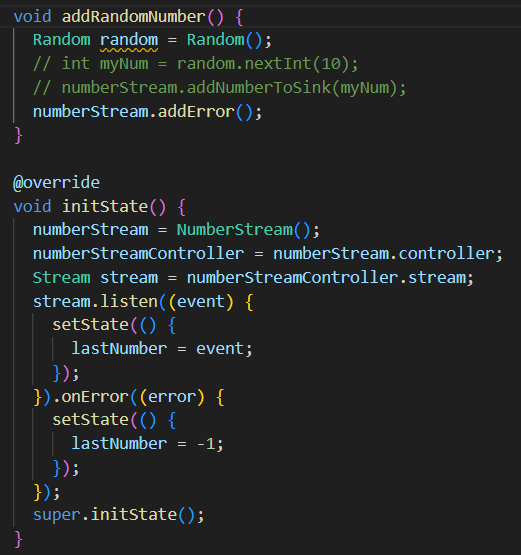 void addRandomNumber() {
  Random random = Random();
  // int myNum = random.nextInt(10);
  // numberStream.addNumberToSink(myNum);
  numberStream.addError();
}

@override
void initState() {
  numberStream = NumberStream();
  numberStreamController = numberStream.controller;
  Stream stream = numberStreamController.stream;
  stream.listen((event) {
    setState(() {
      lastNumber = event;
    });
  }).onError((error) {
    setState(() {
      lastNumber = -1;
    });
  });
  super.initState();
}